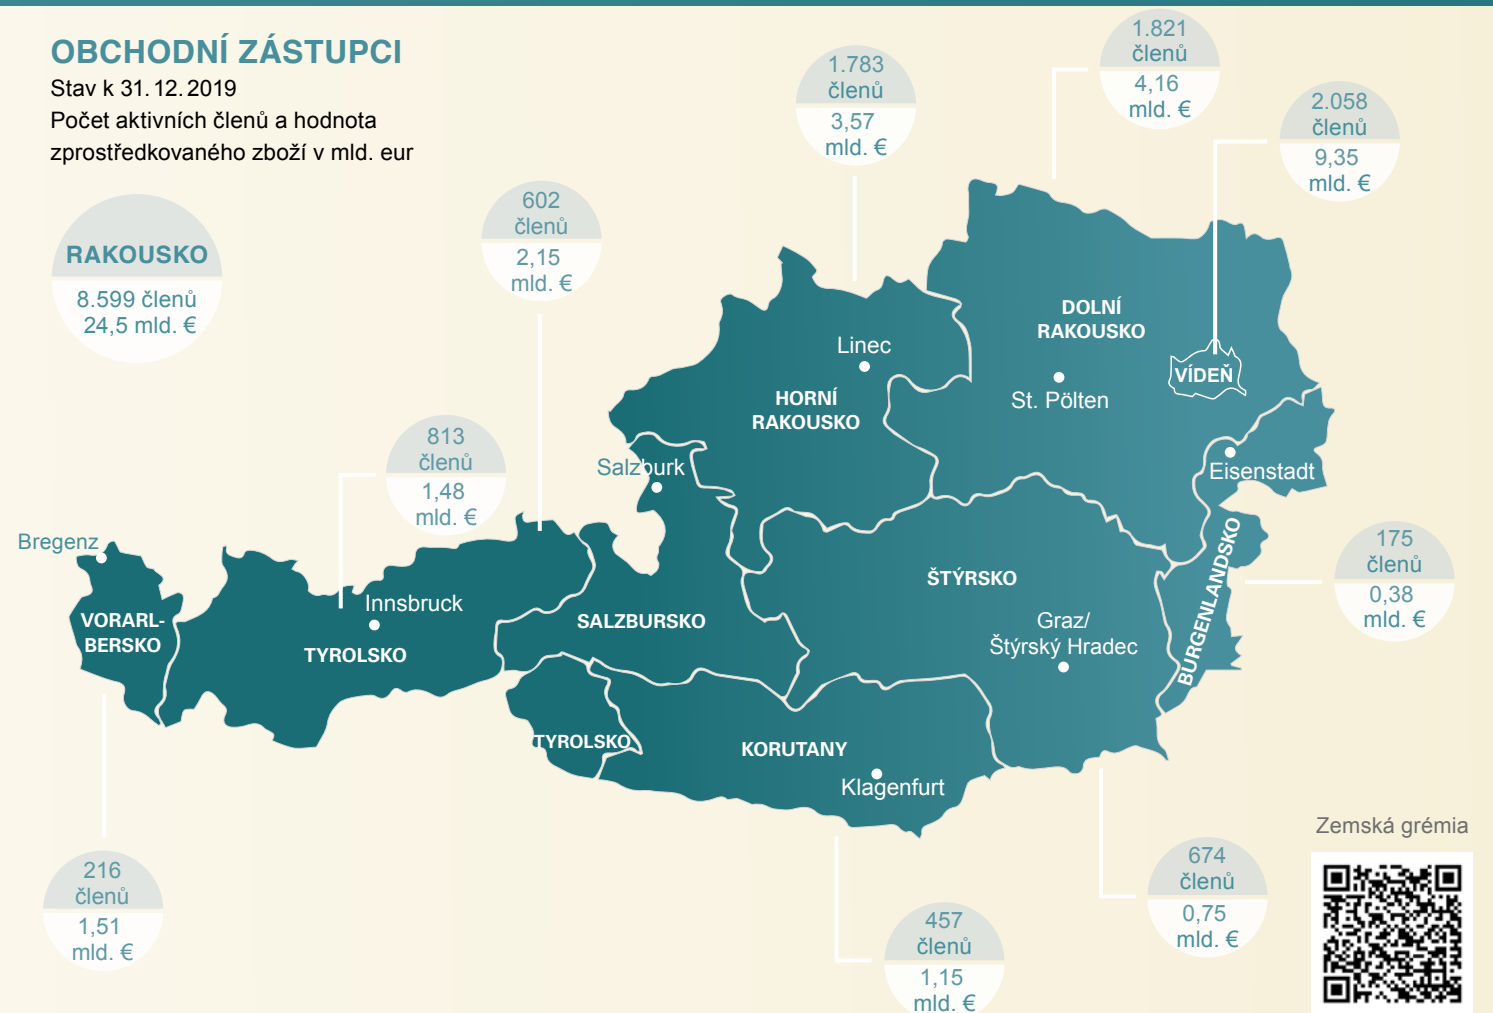 OBCHODNÍ ZÁSTUPCI
Stav k 31. 12. 2019
Počet aktivních členů a hodnota
zprostředkovaného zboží v mld. eur
RAKOUSKO
8.599 členů
24,5 mld. €
1.821
členů
4,16
mld. €
1.783
členů
3,57
mld. €
2.058
členů
9,35
mld. €
602
členů
2,15
mld. €
813
členů
1,48
mld. €
DOLNÍ
RAKOUSKO
Linec
VÍDEŇ
St. Pölten
HORNÍ
RAKOUSKO
Salzburk
Eisenstadt
Bregenz
175
členů
0,38
mld. €
BURGENLANDSKO
ŠTÝRSKO
Innsbruck
VORARL-
BERSKO
SALZBURSKO
Graz/
Štýrský Hradec
TYROLSKO
TYROLSKO
KORUTANY
Klagenfurt
216
členů
1,51
mld. €
457
členů
1,15
mld. €
674
členů
0,75
mld. €
Zemská grémia